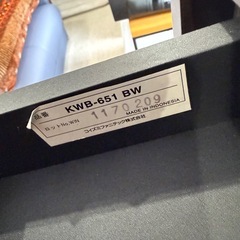 品番 KWB-651 BW
ロットNo.WW 1170209
MADE IN INDONESIA
コイズミファニテック株式会社